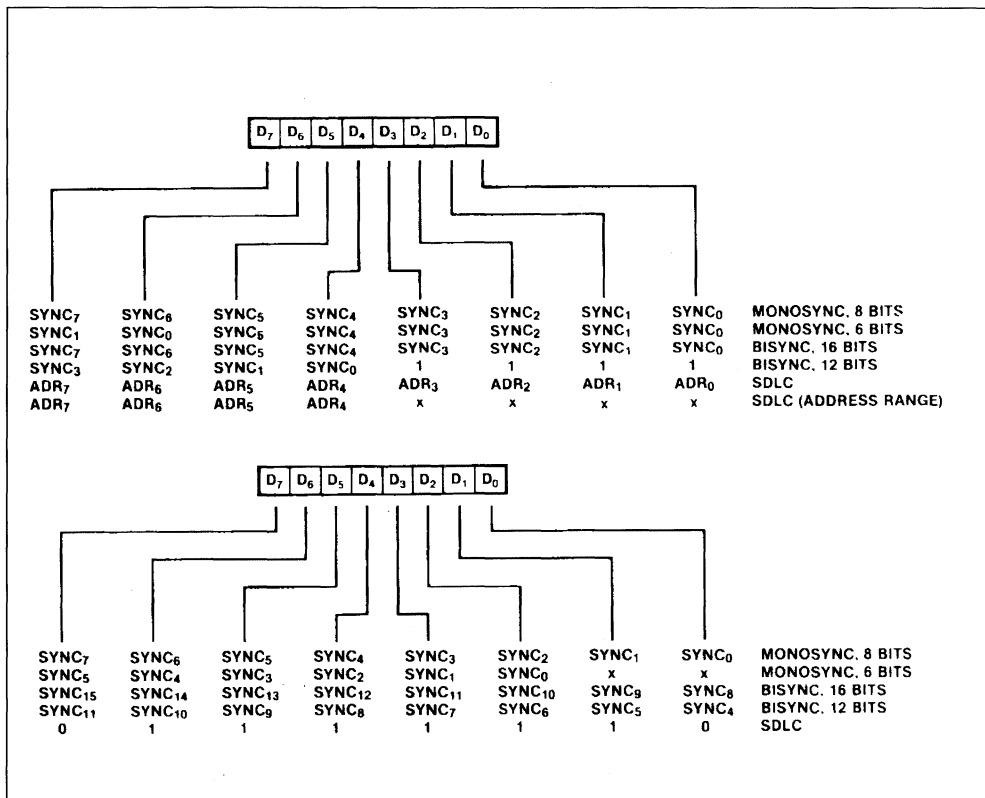 D₇ D₆ D₅ D₄ D₃ D₂ D₁ D₀
SYNC₇ SYNC₆ SYNC₅ SYNC₄ SYNC₃ SYNC₂ SYNC₁ SYNC₀ MONOSYNC, 8 BITS
SYNC₁ SYNC₀ SYNC₅ SYNC₄ SYNC₃ SYNC₂ SYNC₁ SYNC₀ MONOSYNC, 6 BITS
SYNC₇ SYNC₆ SYNC₅ SYNC₄ SYNC₃ SYNC₂ SYNC₁ SYNC₀ BISYNC, 16 BITS
SYNC₃ SYNC₂ SYNC₁ SYNC₀ 1 1 1 1 BISYNC, 12 BITS
ADR₇ ADR₆ ADR₅ ADR₄ ADR₃ ADR₂ ADR₁ ADR₀ SDLC
ADR₇ ADR₆ ADR₅ ADR₄ x x x x SDLC (ADDRESS RANGE)
D₇ D₆ D₅ D₄ D₃ D₂ D₁ D₀
SYNC₇ SYNC₆ SYNC₅ SYNC₄ SYNC₃ SYNC₂ SYNC₁ SYNC₀ MONOSYNC, 8 BITS
SYNC₅ SYNC₄ SYNC₃ SYNC₂ SYNC₁ SYNC₀ x x MONOSYNC, 6 BITS
SYNC₁₅ SYNC₁₄ SYNC₁₃ SYNC₁₂ SYNC₁₁ SYNC₁₀ SYNC₉ SYNC₈ BISYNC, 16 BITS
SYNC₁₁ SYNC₁₀ SYNC₉ SYNC₈ SYNC₇ SYNC₆ SYNC₅ SYNC₄ BISYNC, 12 BITS
0 1 1 1 1 1 1 0 SDLC